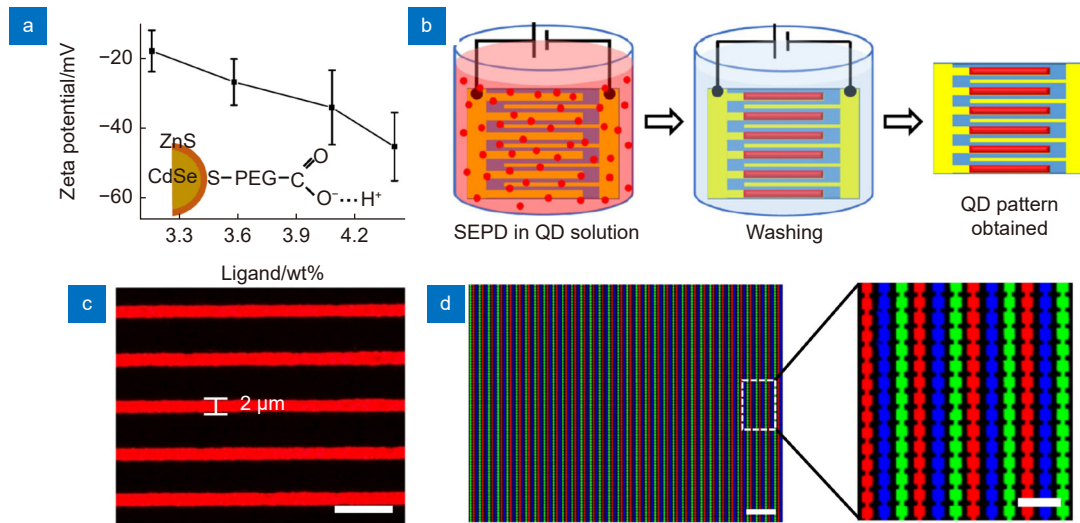 a
Zeta potential/mV
−20
−40
−60
ZnS
CdSe
S–PEG–C
O
O⁻
H⁺
3.3 3.6 3.9 4.2
Ligand/wt%
b
SEPD in QD solution
Washing
QD pattern
obtained
c
2 μm
d